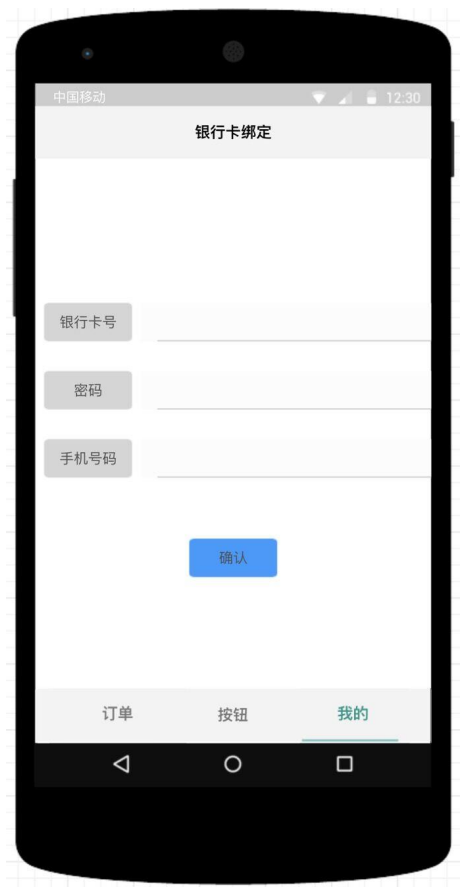 中国移动 12:30
银行卡绑定
银行卡号
密码
手机号码
确认
订单 按钮 我的